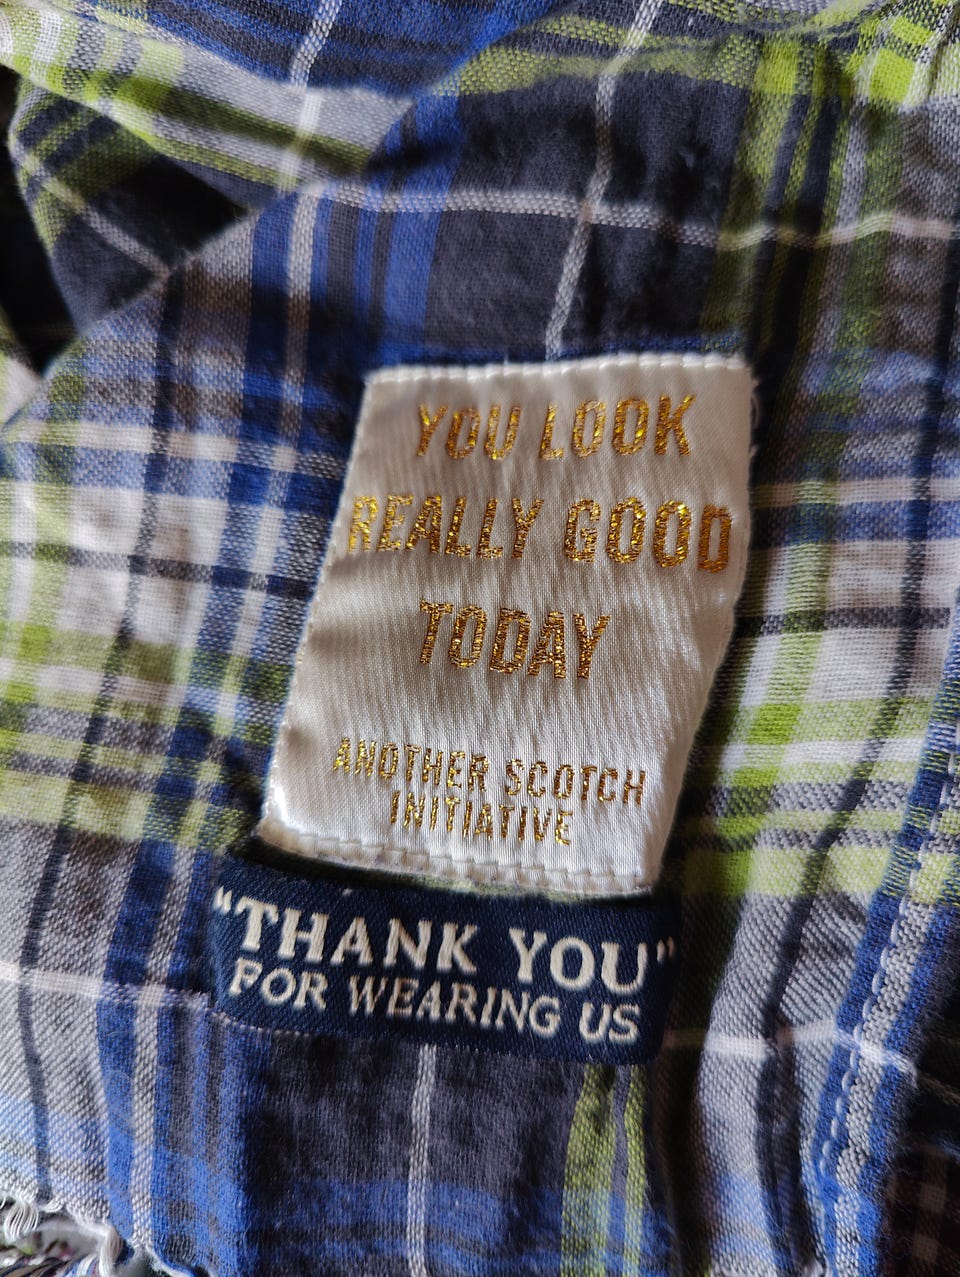 YOU LOOK
REALLY GOOD
TODAY
ANOTHER SCOTCH
INITIATIVE
"THANK YOU"
FOR WEARING US